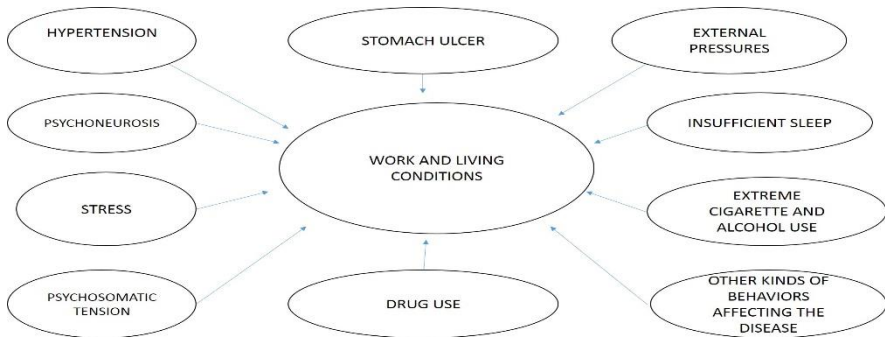 HYPERTENSION
STOMACH ULCER
EXTERNAL
PRESSURES
PSYCHONEUROSIS
INSUFFICIENT SLEEP
WORK AND LIVING
CONDITIONS
STRESS
EXTREME
CIGARETTE AND
ALCOHOL USE
PSYCHOSOMATIC
TENSION
DRUG USE
OTHER KINDS OF
BEHAVIORS
AFFECTING THE
DISEASE